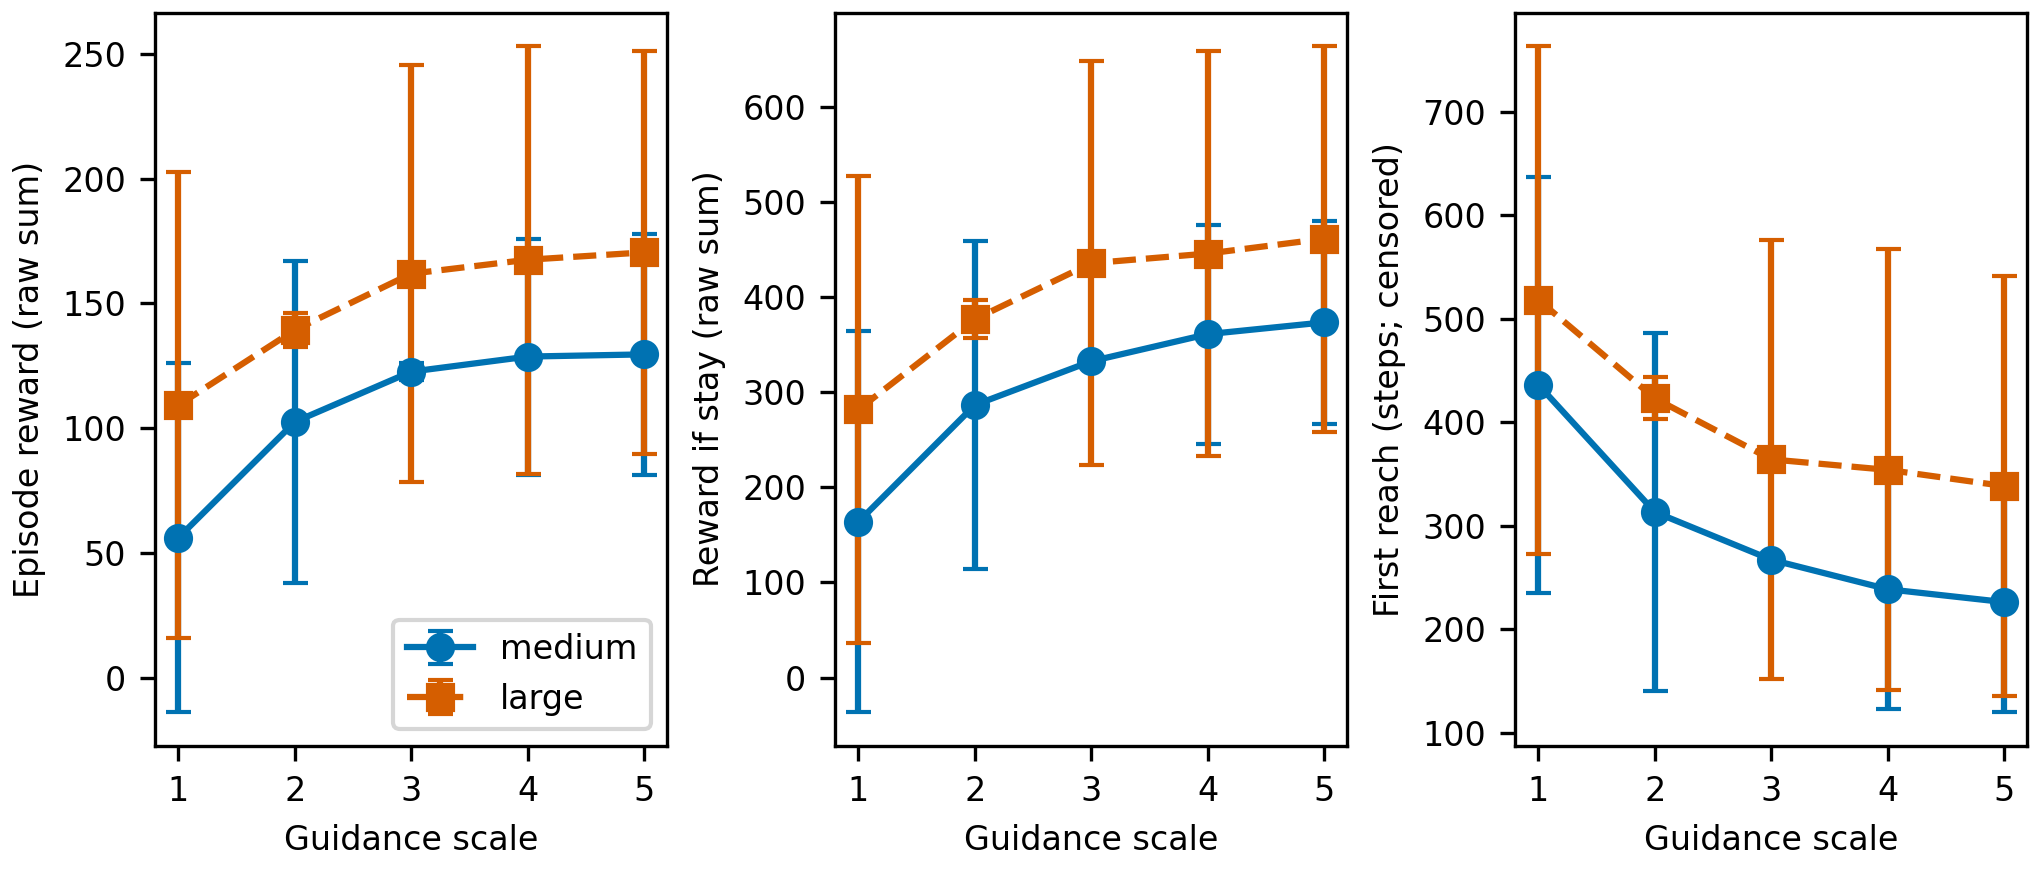 Episode reward (raw sum)
250
200
150
100
50
0
1 2 3 4 5
Guidance scale
medium
large
Reward if stay (raw sum)
600
500
400
300
200
100
0
1 2 3 4 5
Guidance scale
First reach (steps; censored)
700
600
500
400
300
200
100
1 2 3 4 5
Guidance scale